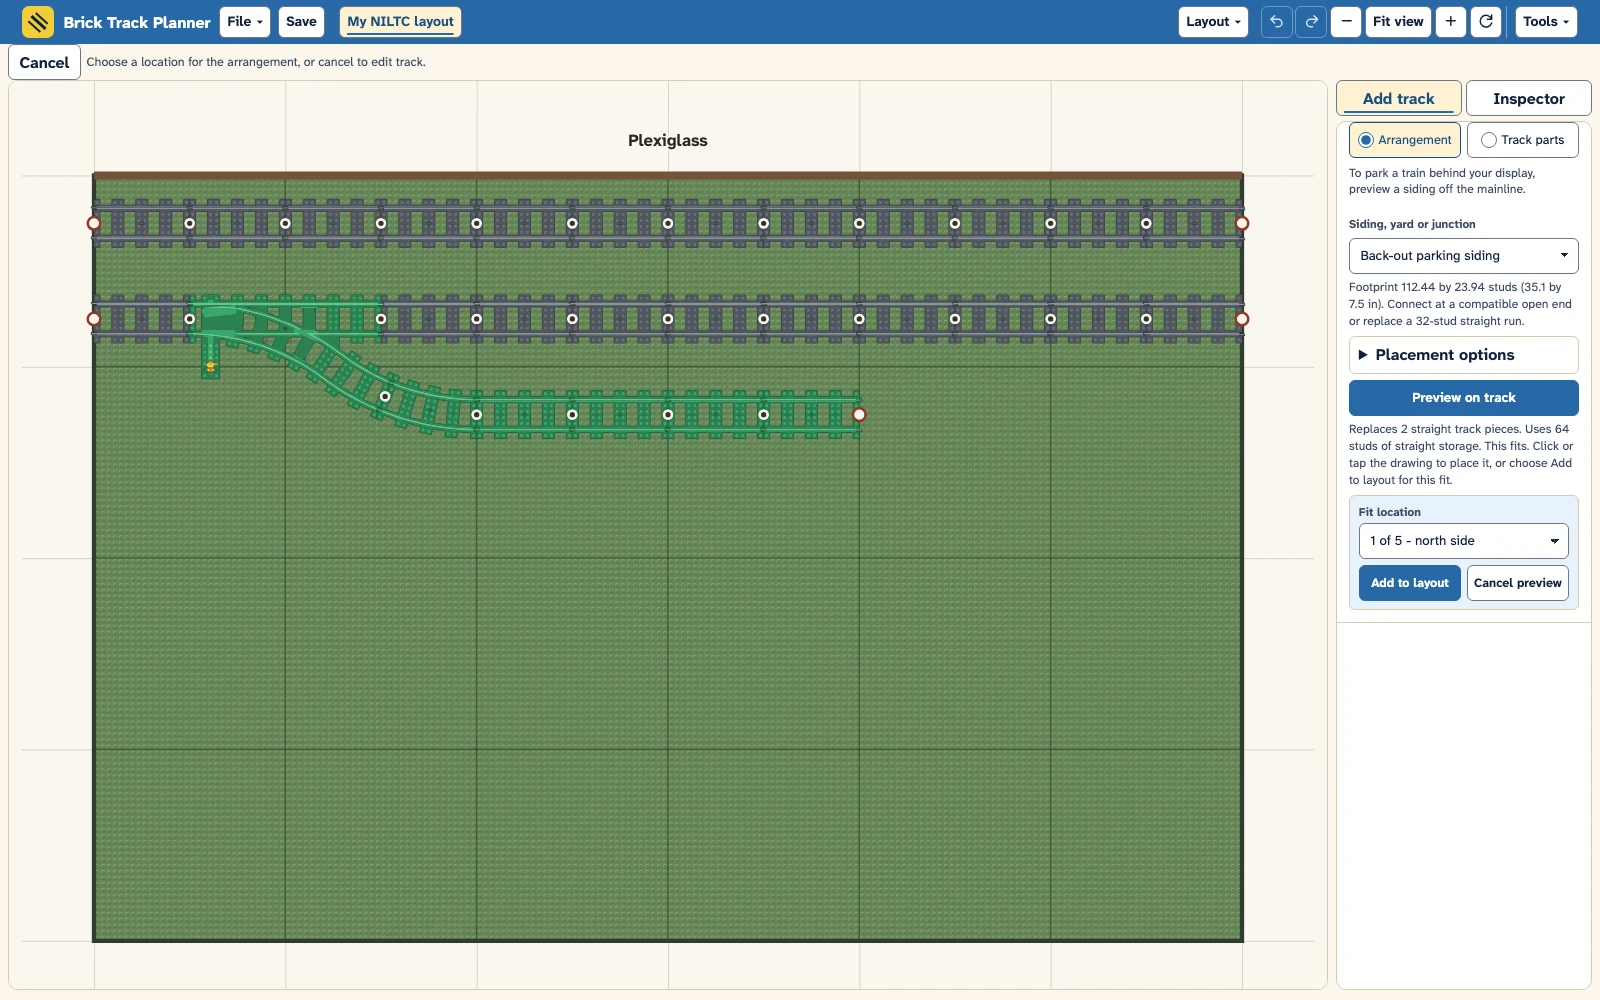 Brick Track Planner
File
Save
My NILTC layout
Layout
Fit view
Tools
Cancel
Choose a location for the arrangement, or cancel to edit track.
Plexiglass
Add track
Inspector
Arrangement
Track parts
To park a train behind your display,
preview a siding off the mainline.
Siding, yard or junction
Back-out parking siding
Footprint 112.44 by 23.94 studs (35.1 by
7.5 in). Connect at a compatible open end
or replace a 32-stud straight run.
Placement options
Preview on track
Replaces 2 straight track pieces. Uses 64
studs of straight storage. This fits. Click or
tap the drawing to place it, or choose Add
to layout for this fit.
Fit location
1 of 5 - north side
Add to layout
Cancel preview